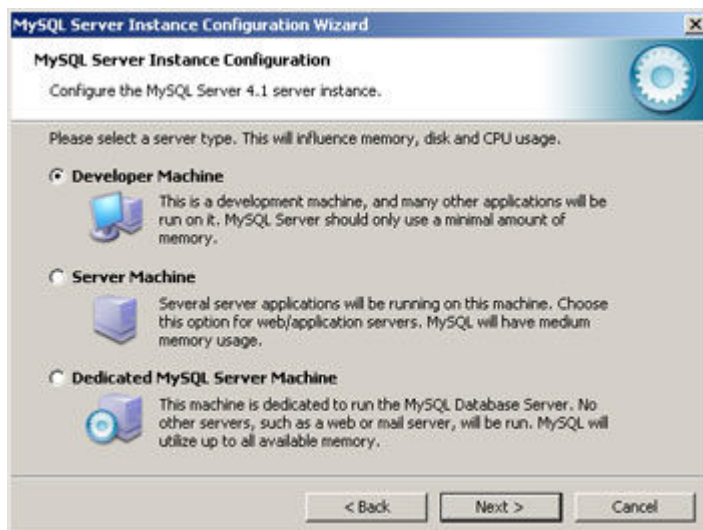 MySQL Server Instance Configuration Wizard
MySQL Server Instance Configuration
Configure the MySQL Server 4.1 server instance.
Please select a server type. This will influence memory, disk and CPU usage.
Developer Machine
This is a development machine, and many other applications will be
run on it. MySQL Server should only use a minimal amount of
memory.
Server Machine
Several server applications will be running on this machine. Choose
this option for web/application servers. MySQL will have medium
memory usage.
Dedicated MySQL Server Machine
This machine is dedicated to run the MySQL Database Server. No
other servers, such as a web or mail server, will be run. MySQL will
utilize up to all available memory.
< Back Next > Cancel